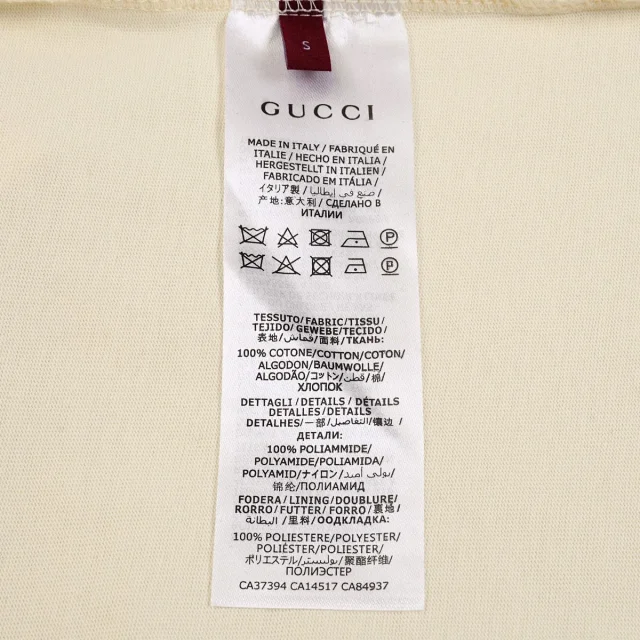 S
GUCCI
MADE IN ITALY / FABRIQUÉ EN
ITALIE / HECHO EN ITALIA /
HERGESTELLT IN ITALIEN /
FABRICADO EM ITÁLIA /
イタリア製 / صنع في إيطاليا /
产地: 意大利 / СДЕЛАНО В
ИТАЛИИ
P
P
TESSUTO/FABRIC/TISSU/
TEJIDO/GEWEBE/TECIDO/
表地/قماش/面料/ТКАНЬ:
100% COTONE/COTTON/COTON/
ALGODON/BAUMWOLLE/
ALGODÃO/コットン/قطن/棉/
ХЛОПОК
DETTAGLI/DETAILS / DÉTAILS
DETALLES/DETAILS
DETALHES/一部/التفاصيل/镶边/
ДЕТАЛИ:
100% POLIAMMIDE/
POLYAMIDE/POLIAMIDA/
POLYAMID/ナイロン/بولي أميد/
锦纶/ПОЛИАМИД
FODERA / LINING/DOUBLURE/
RORRO/FUTTER/ FORRO/裏地/
البطانة/里料/ООДКЛАДКА:
100% POLIESTERE/POLYESTER/
POLIÉSTER/POLIESTER/
ポリエステル/بوليستر/聚酯纤维/
ПОЛИЭСТЕР
CA37394 CA14517 CA84937